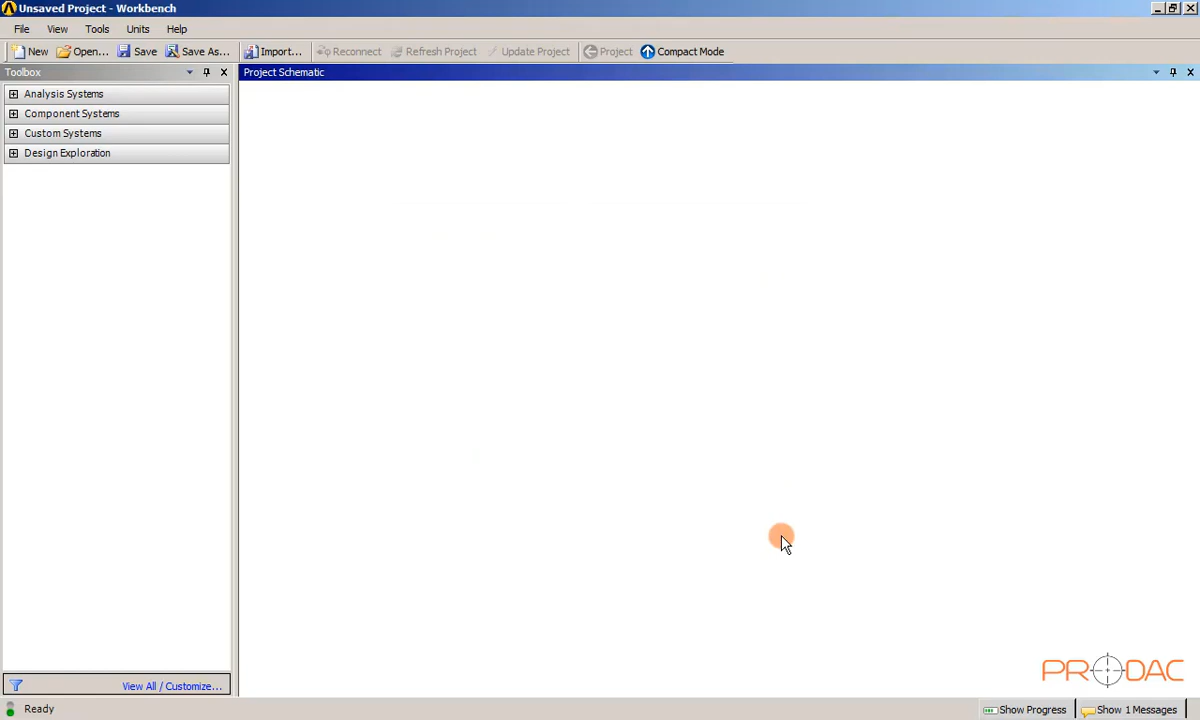 Unsaved Project - Workbench
File View Tools Units Help
New Open... Save Save As... Import... Reconnect Refresh Project Update Project Project Compact Mode
Toolbox
Project Schematic
Analysis Systems
Component Systems
Custom Systems
Design Exploration
View All / Customize...
PRODAC
Ready
Show Progress
Show 1 Messages